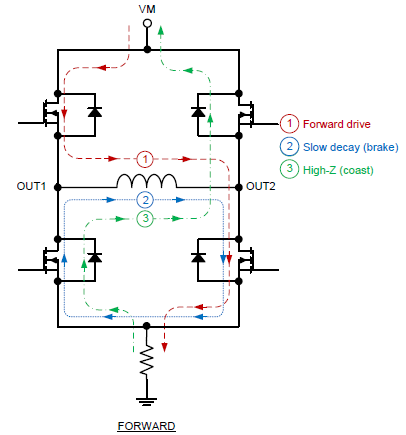 VM
1 Forward drive
2 Slow decay (brake)
3 High-Z (coast)
1
OUT1
OUT2
2
3
FORWARD